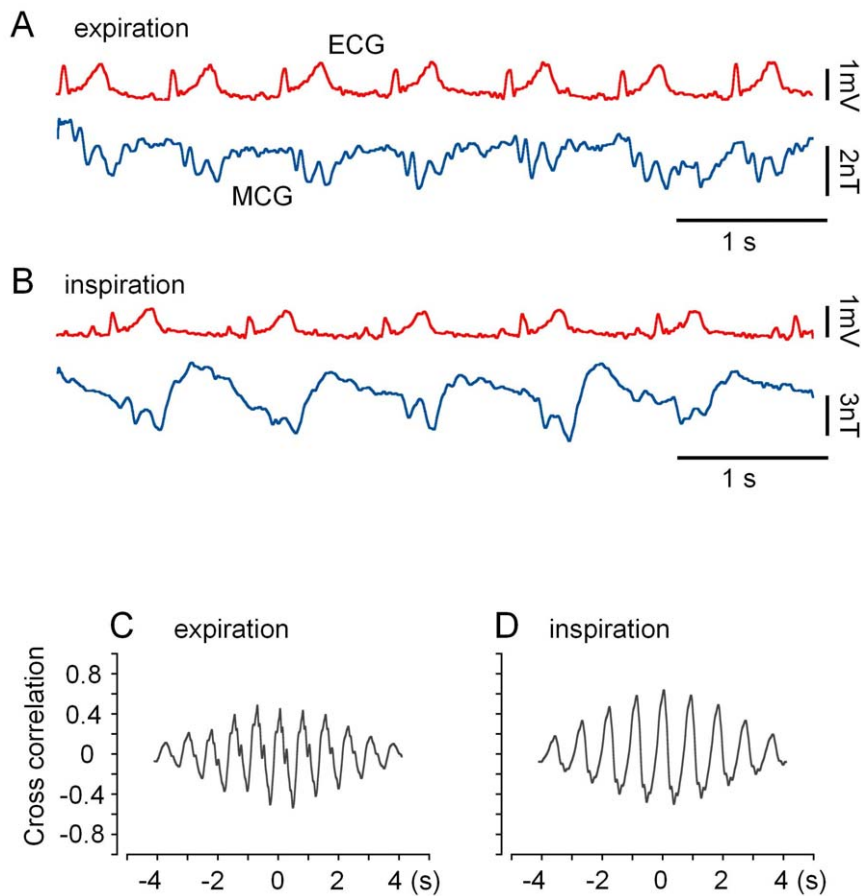 A expiration
ECG
1mV
MCG
2nT
1 s
B inspiration
1mV
3nT
1 s
C expiration
D inspiration
Cross correlation
0.8
0.4
0
-0.4
-0.8
-4 -2 0 2 4 (s)
-4 -2 0 2 4 (s)